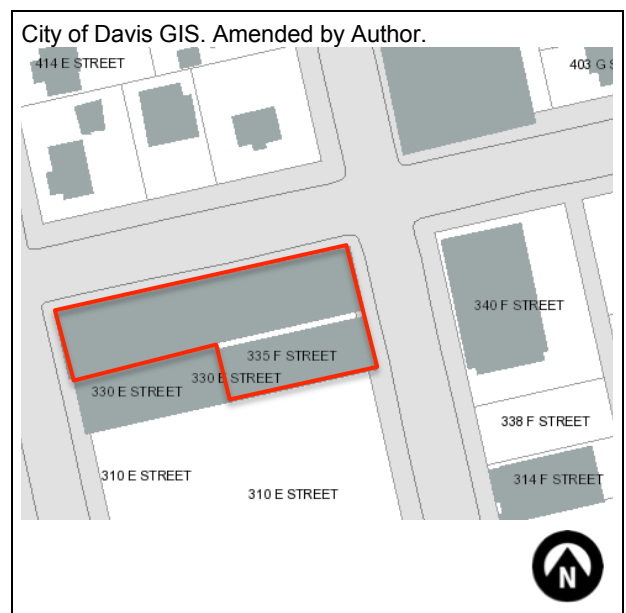 City of Davis GIS. Amended by Author.
414 E STREET
403 G S
340 F STREET
335 F STREET
330 E STREET
330 E STREET
338 F STREET
310 E STREET
314 F STREET
310 E STREET
N